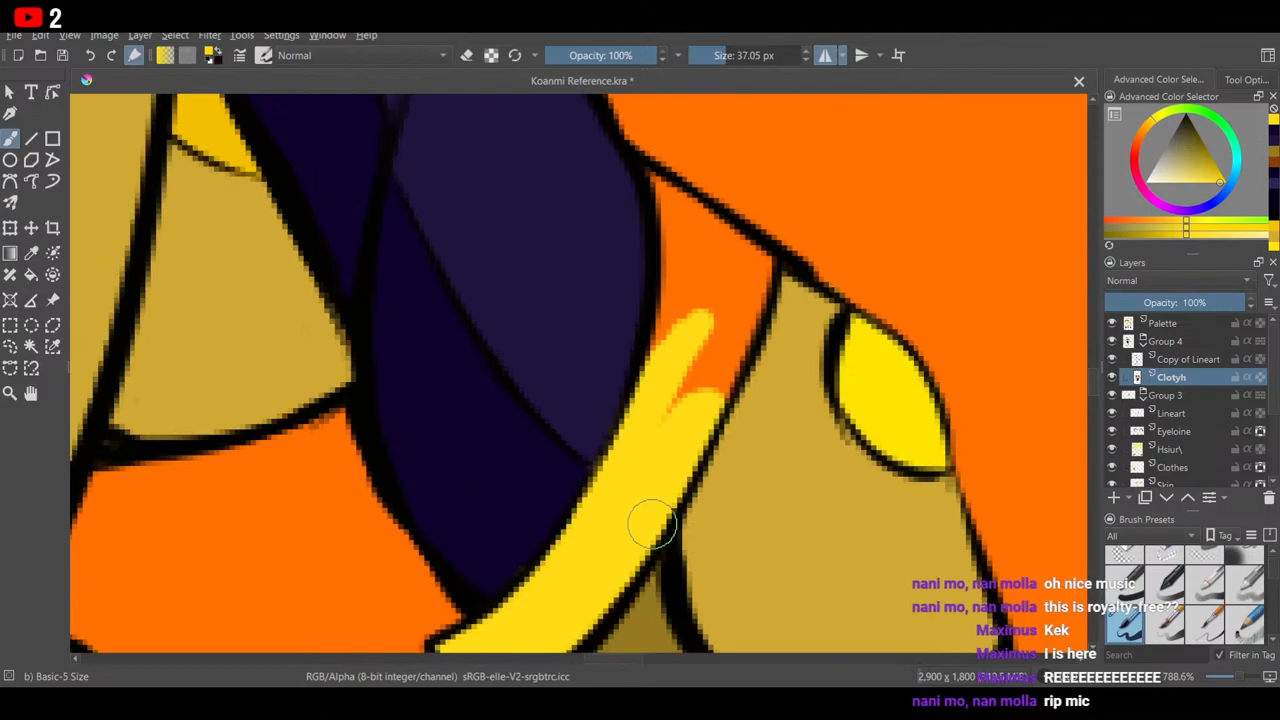 2
File Edit View Image Layer Select Filter Tools Settings Window Help
Normal
Opacity: 100%
Size: 37.05 px
Koanmi Reference.kra *
Advanced Color Sele...
Tool Opti...
Advanced Color Selector
Layers
Normal
Opacity: 100%
Palette
Group 4
Copy of Lineart
Clotyh
Group 3
Lineart
Eyeloine
Hsiur\
Clothes
Skin
Brush Presets
All
Tag
nani mo, nan molla oh nice music
nani mo, nan molla this is royalty-free??
Maximus Kek
Maximus I is here
Maximus REEEEEEEEEEEEE
nani mo, nan molla rip mic
Search
Filter in Tag
b) Basic-5 Size
RGB/Alpha (8-bit integer/channel) sRGB-elle-V2-srgbtrc.icc
2,900 x 1,800
788.6%